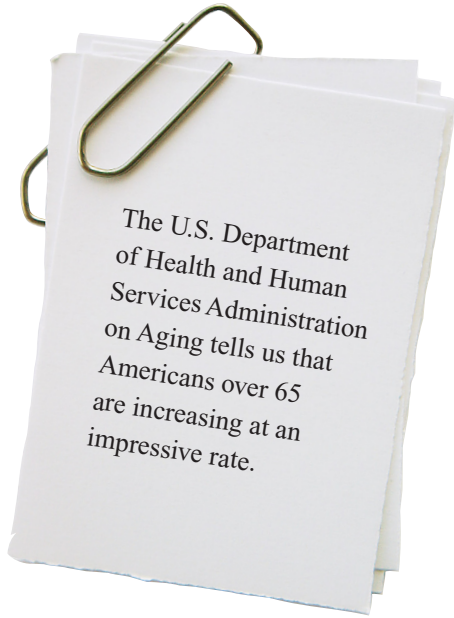 The U.S. Department
of Health and Human
Services Administration
on Aging tells us that
Americans over 65
are increasing at an
impressive rate.